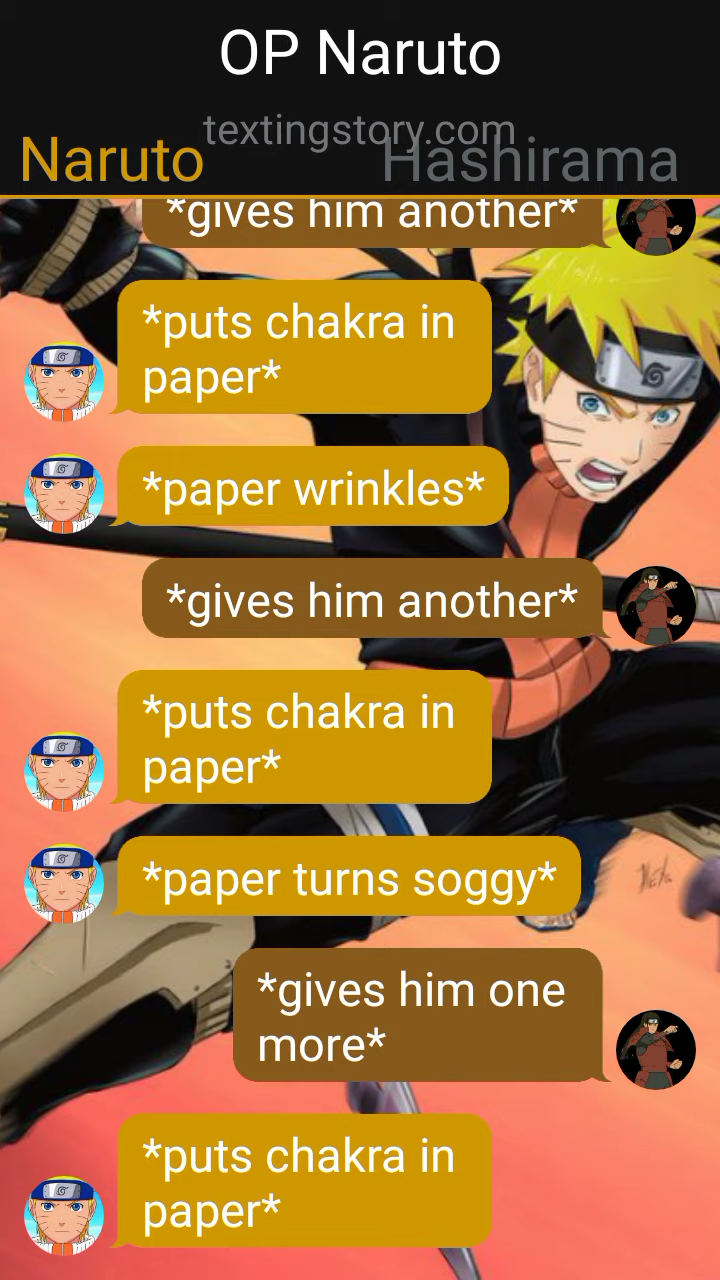 OP Naruto
textingstory.com
Naruto
Hashirama
*gives him another*
*puts chakra in
paper*
*paper wrinkles*
*gives him another*
*puts chakra in
paper*
*paper turns soggy*
*gives him one
more*
*puts chakra in
paper*